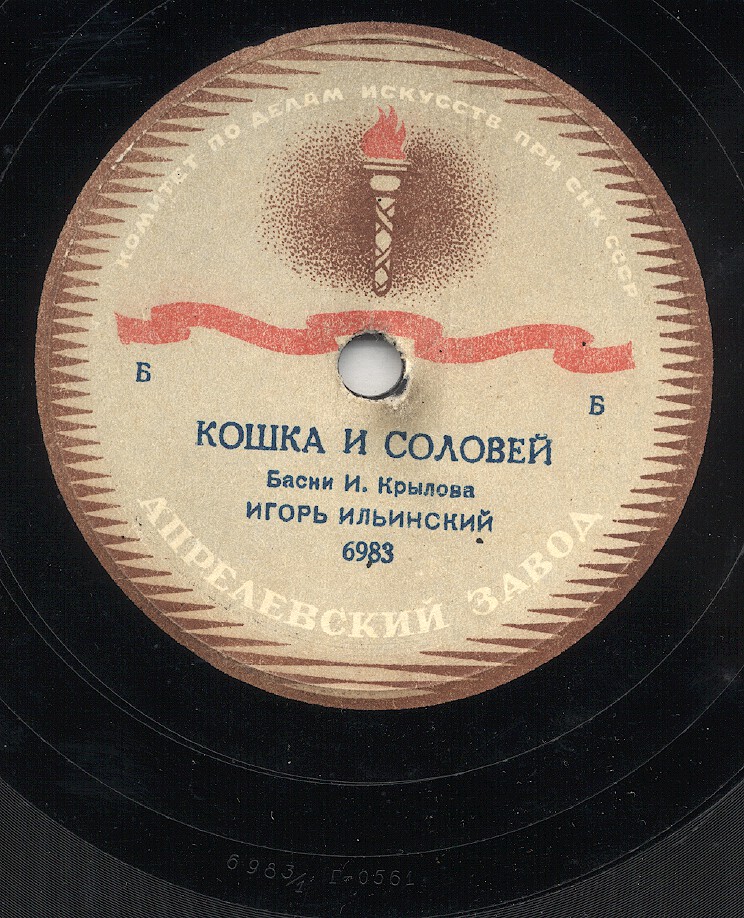 КОМИТЕТ ПО ДЕЛАМ ИСКУССТВ ПРИ СНК СССР
Б
Б
КОШКА И СОЛОВЕЙ
Басни И. Крылова
ИГОРЬ ИЛЬИНСКИЙ
6983
АПРЕЛЕВСКИЙ ЗАВОД
6983/1 Г-0561